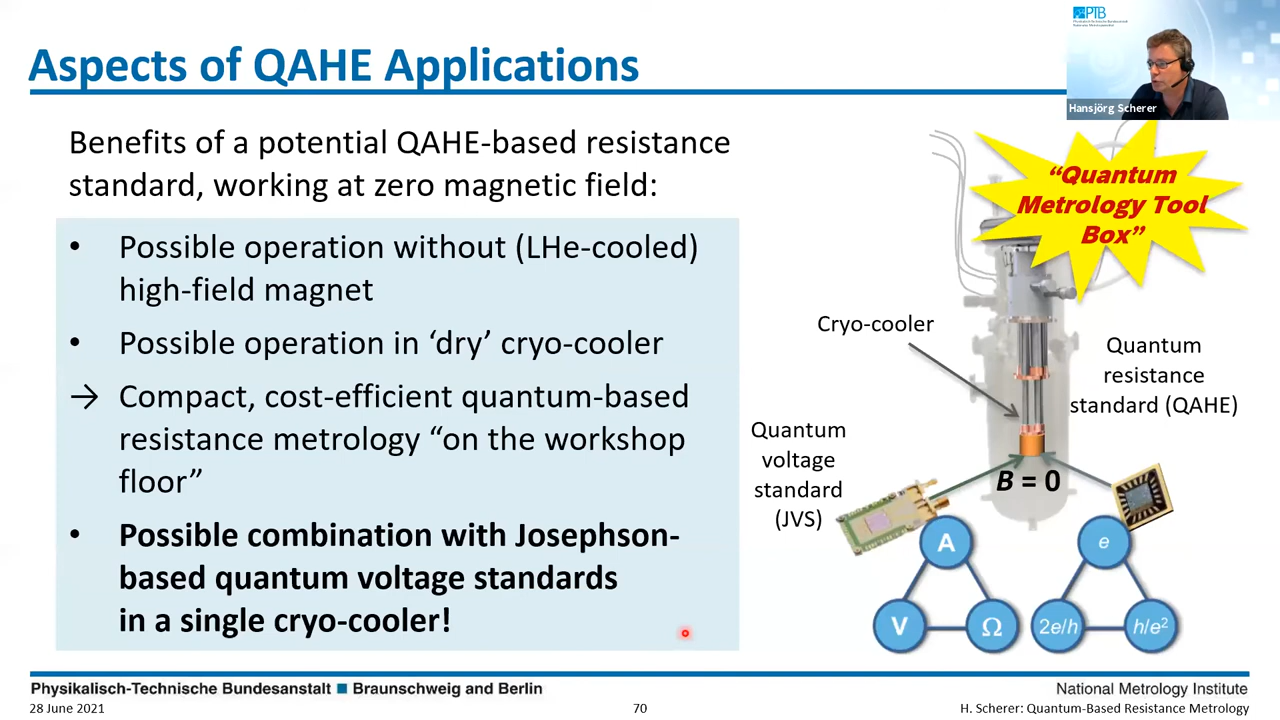 PTB
Aspects of QAHE Applications
Hansjörg Scherer
Benefits of a potential QAHE-based resistance
standard, working at zero magnetic field:
• Possible operation without (LHe-cooled)
high-field magnet
• Possible operation in ‘dry’ cryo-cooler
→ Compact, cost-efficient quantum-based
resistance metrology “on the workshop
floor”
• Possible combination with Josephson-
based quantum voltage standards
in a single cryo-cooler!
“Quantum
Metrology Tool
Box”
Cryo-cooler
Quantum
resistance
standard (QAHE)
Quantum
voltage
standard
(JVS)
B = 0
A
V
Ω
e
2e/h
h/e²
Physikalisch-Technische Bundesanstalt ■ Braunschweig and Berlin
National Metrology Institute
28 June 2021
70
H. Scherer: Quantum-Based Resistance Metrology